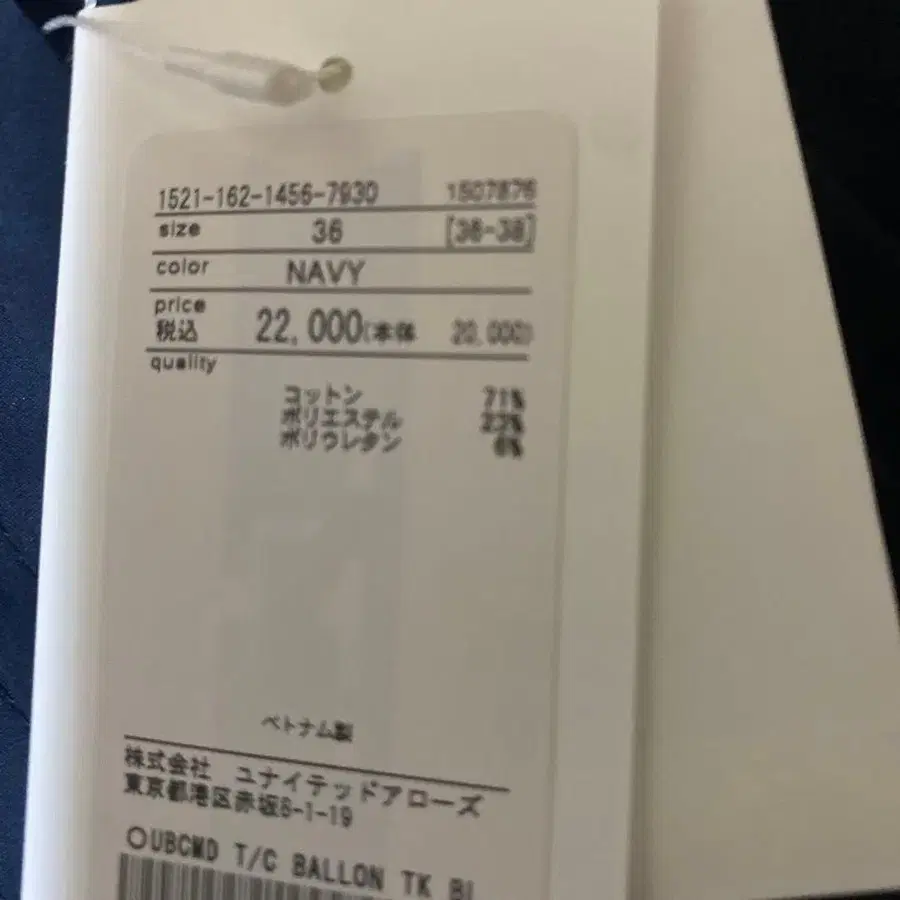 1521-162-1456-7930 1507876
size 36 [36-38]
color NAVY
price
税込 22,000(本体 20,000)
quality
コットン 71%
ポリエステル 23%
ポリウレタン 6%
ベトナム製
株式会社 ユナイテッドアローズ
東京都港区赤坂8-1-19
○UBCMD T/C BALLON TK BL